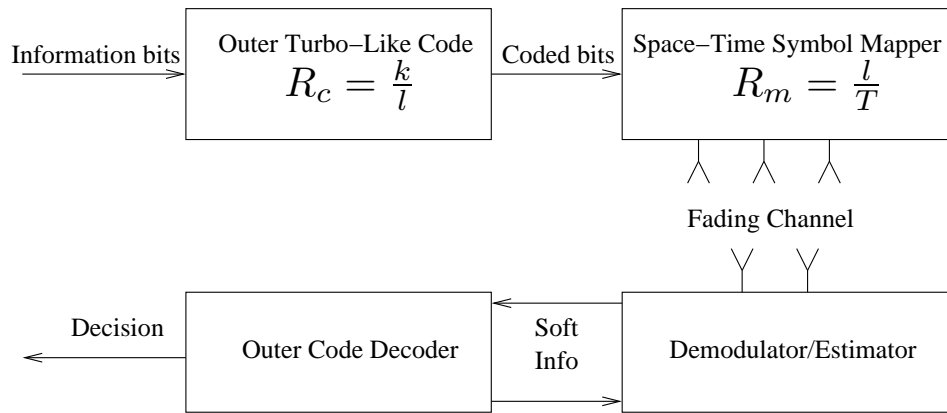 Information bits
Outer Turbo−Like Code
R_c = k/l
Coded bits
Space−Time Symbol Mapper
R_m = l/T
Fading Channel
Decision
Outer Code Decoder
Soft
Info
Demodulator/Estimator